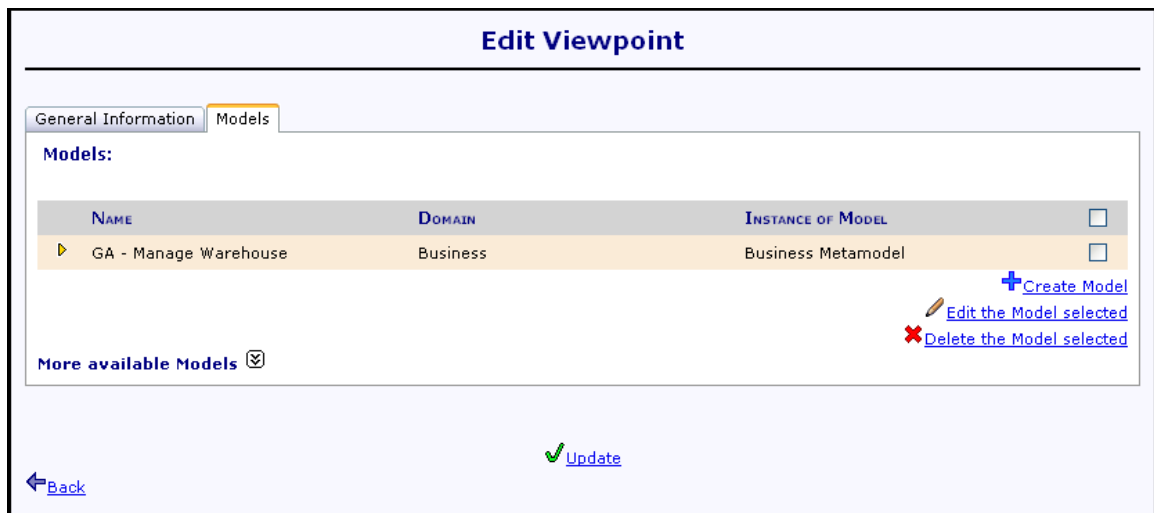 Edit Viewpoint
General Information Models
Models:
Name Domain Instance of Model
GA - Manage Warehouse Business Business Metamodel
Create Model
Edit the Model selected
Delete the Model selected
More available Models
Update
Back